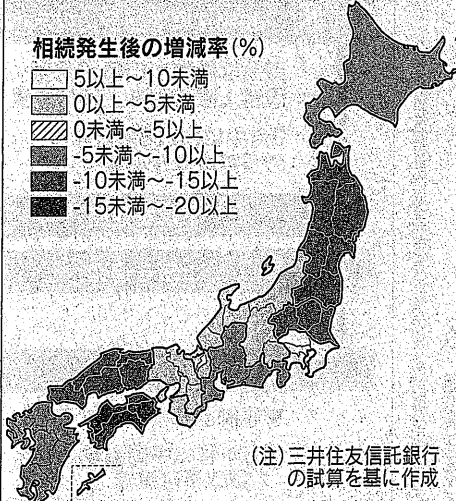 相続発生後の増減率(%)
5以上～10未満
0以上～5未満
0未満～-5以上
-5未満～-10以上
-10未満～-15以上
-15未満～-20以上
(注)三井住友信託銀行
の試算を基に作成